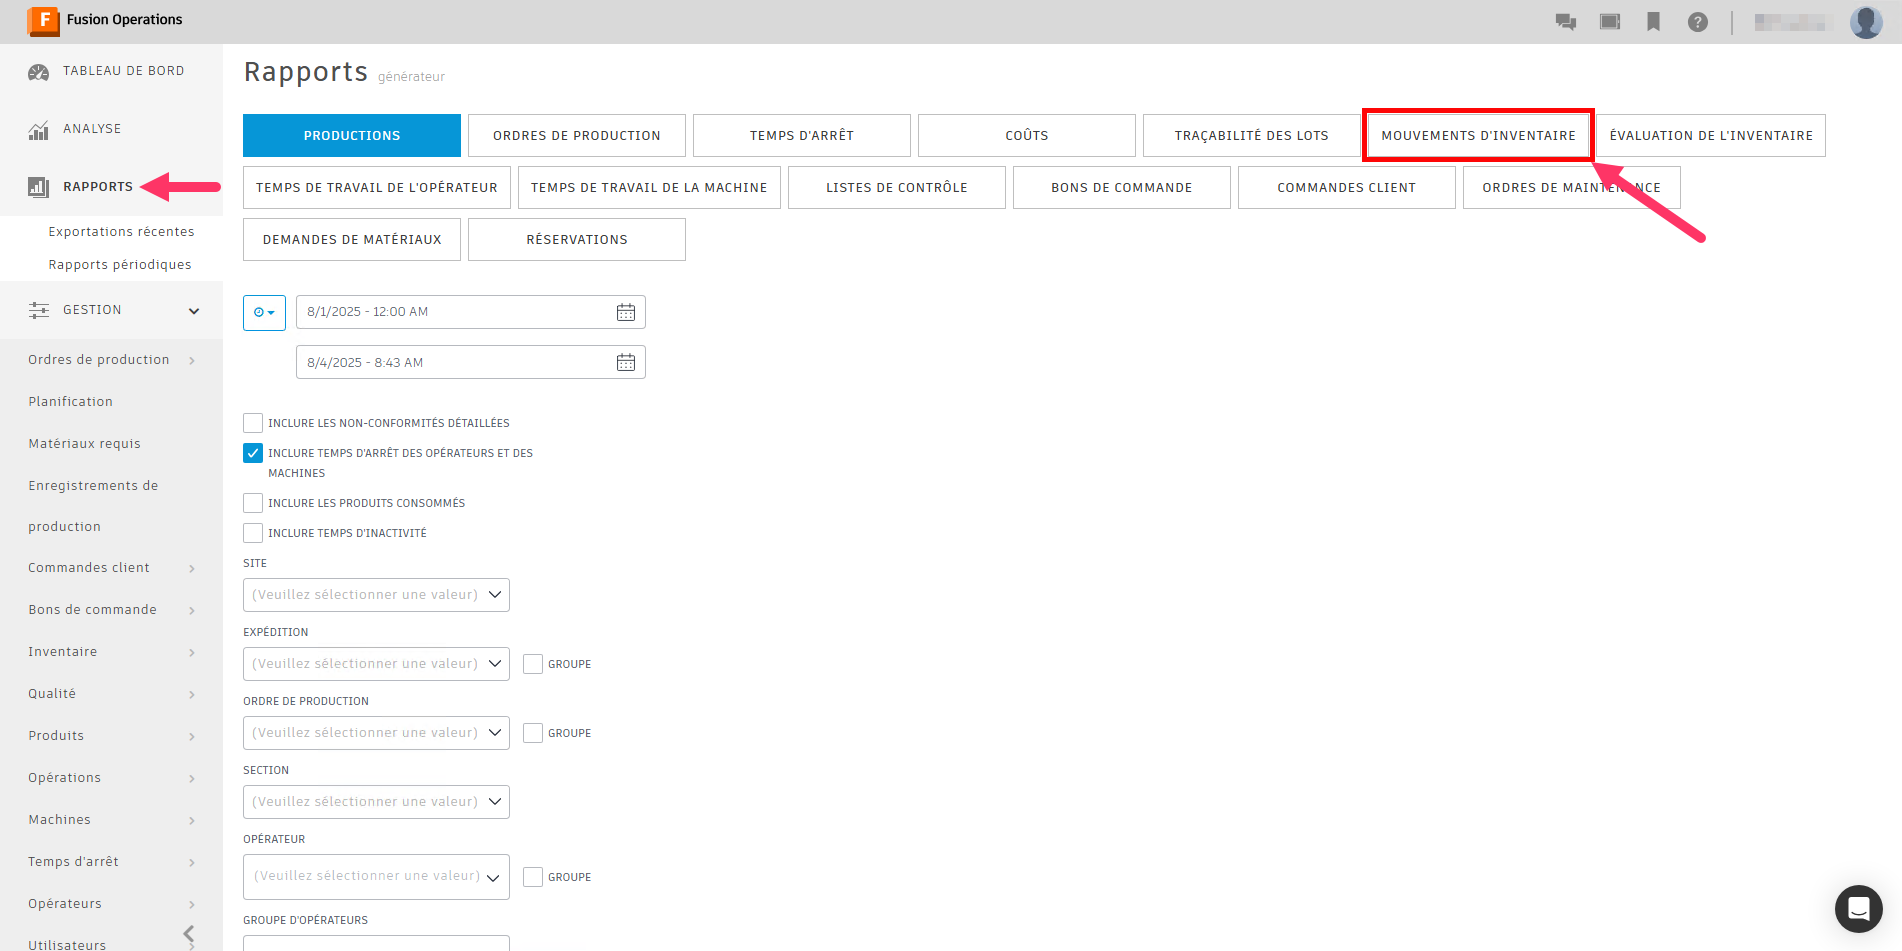 F Fusion Operations
TABLEAU DE BORD
ANALYSE
RAPPORTS
Exportations récentes
Rapports périodiques
GESTION
Ordres de production
Planification
Matériaux requis
Enregistrements de
production
Commandes client
Bons de commande
Inventaire
Qualité
Produits
Opérations
Machines
Temps d'arrêt
Opérateurs
Utilisateurs
Rapports générateur
PRODUCTIONS
ORDRES DE PRODUCTION
TEMPS D'ARRÊT
COÛTS
TRAÇABILITÉ DES LOTS
MOUVEMENTS D'INVENTAIRE
ÉVALUATION DE L'INVENTAIRE
TEMPS DE TRAVAIL DE L'OPÉRATEUR
TEMPS DE TRAVAIL DE LA MACHINE
LISTES DE CONTRÔLE
BONS DE COMMANDE
COMMANDES CLIENT
ORDRES DE MAINTENANCE
DEMANDES DE MATÉRIAUX
RÉSERVATIONS
8/1/2025 - 12:00 AM
8/4/2025 - 8:43 AM
INCLURE LES NON-CONFORMITÉS DÉTAILLÉES
INCLURE TEMPS D'ARRÊT DES OPÉRATEURS ET DES
MACHINES
INCLURE LES PRODUITS CONSOMMÉS
INCLURE TEMPS D'INACTIVITÉ
SITE
(Veuillez sélectionner une valeur)
EXPÉDITION
(Veuillez sélectionner une valeur) GROUPE
ORDRE DE PRODUCTION
(Veuillez sélectionner une valeur) GROUPE
SECTION
(Veuillez sélectionner une valeur)
OPÉRATEUR
(Veuillez sélectionner une valeur) GROUPE
GROUPE D'OPÉRATEURS